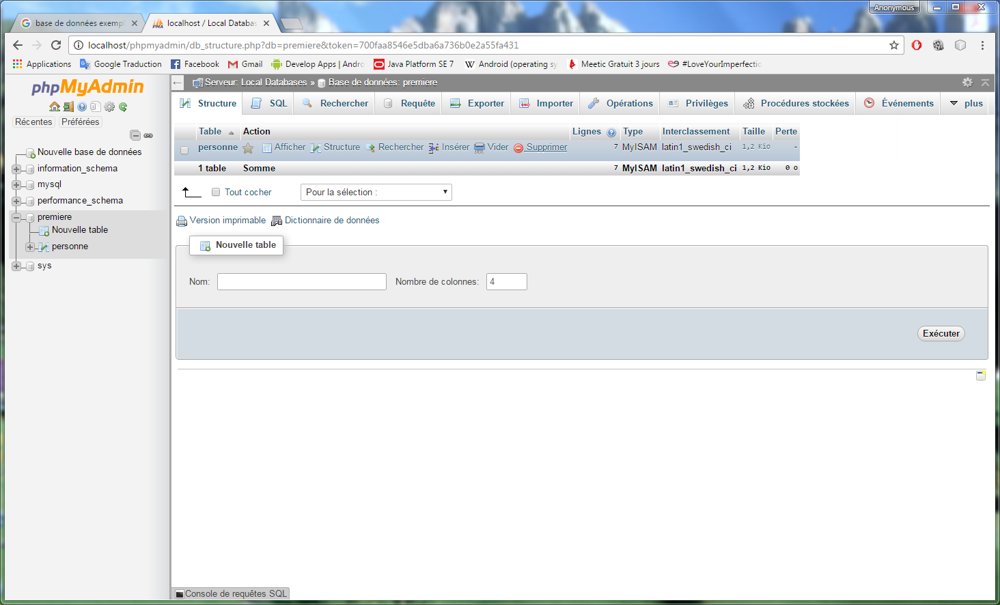 Anonymous
base de données exempl
localhost / Local Databas
localhost/phpmyadmin/db_structure.php?db=premiere&token=700faa8546e5dba6a736b0e2a55fa431
Applications Google Traduction Facebook Gmail Develop Apps | Andro Java Platform SE 7 Android (operating sy Meetic Gratuit 3 jours #LoveYourImperfectio
phpMyAdmin
Récentes Préférées
Nouvelle base de données
information_schema
mysql
performance_schema
premiere
Nouvelle table
personne
sys
Serveur: Local Databases » Base de données: premiere
Structure SQL Rechercher Requête Exporter Importer Opérations Privilèges Procédures stockées Événements plus
Table Action Lignes Type Interclassement Taille Perte
personne Afficher Structure Rechercher Insérer Vider Supprimer 7 MyISAM latin1_swedish_ci 1,2 Kio -
1 table Somme 7 MyISAM latin1_swedish_ci 1,2 Kio 0 o
Tout cocher Pour la sélection :
Version imprimable Dictionnaire de données
Nouvelle table
Nom: Nombre de colonnes: 4
Exécuter
Console de requêtes SQL